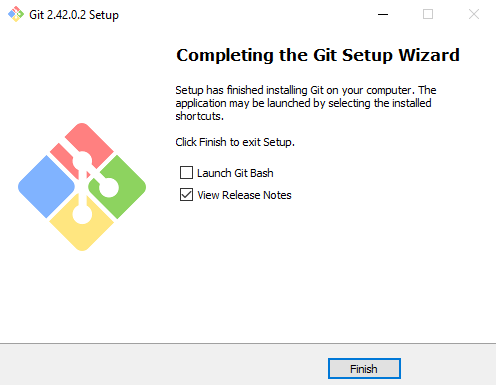 Git 2.42.0.2 Setup
Completing the Git Setup Wizard
Setup has finished installing Git on your computer. The
application may be launched by selecting the installed
shortcuts.
Click Finish to exit Setup.
Launch Git Bash
View Release Notes
Finish